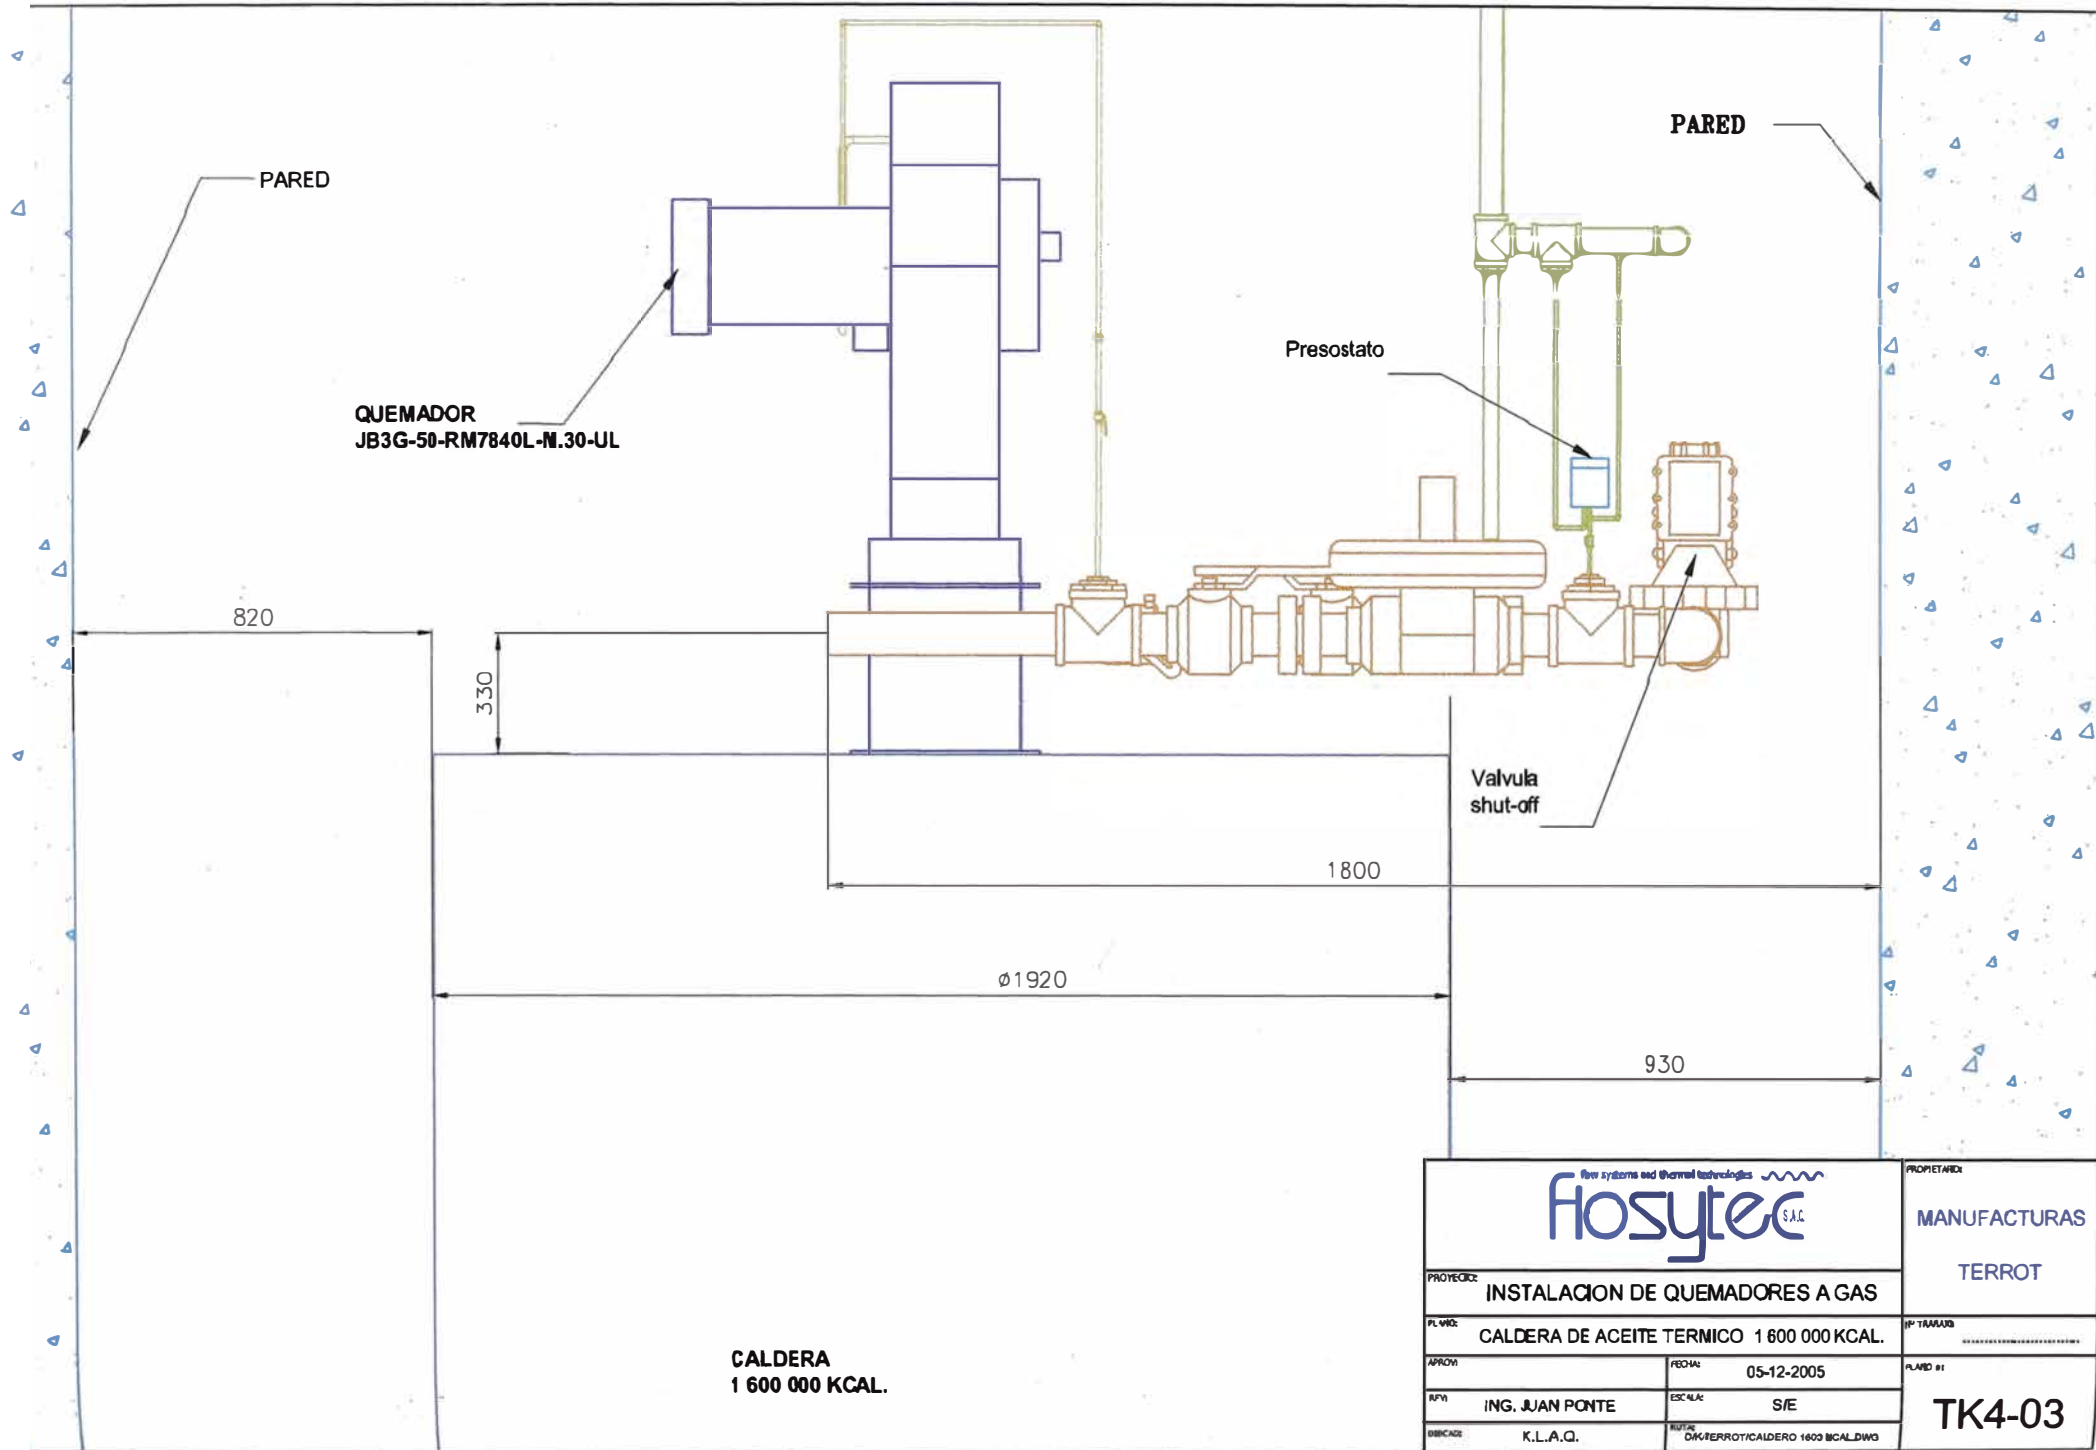 PARED
PARED
QUEMADOR
JB3G-50-RM7840L-M.30-UL
Presostato
820
330
Valvula
shut-off
1800
Ø1920
930
CALDERA
1 600 000 KCAL.
flow systems and thermal technologies
flosytec S.A.C.
PROPIETARIO:
MANUFACTURAS
TERROT
PROYECTO:
INSTALACION DE QUEMADORES A GAS
PLANO:
CALDERA DE ACEITE TERMICO 1 600 000 KCAL.
Nº TRABAJO
APROV:
FECHA:
05-12-2005
PLANO #:
TK4-03
REV:
ING. JUAN PONTE
ESCALA:
S/E
K.L.A.Q.
RUTA: